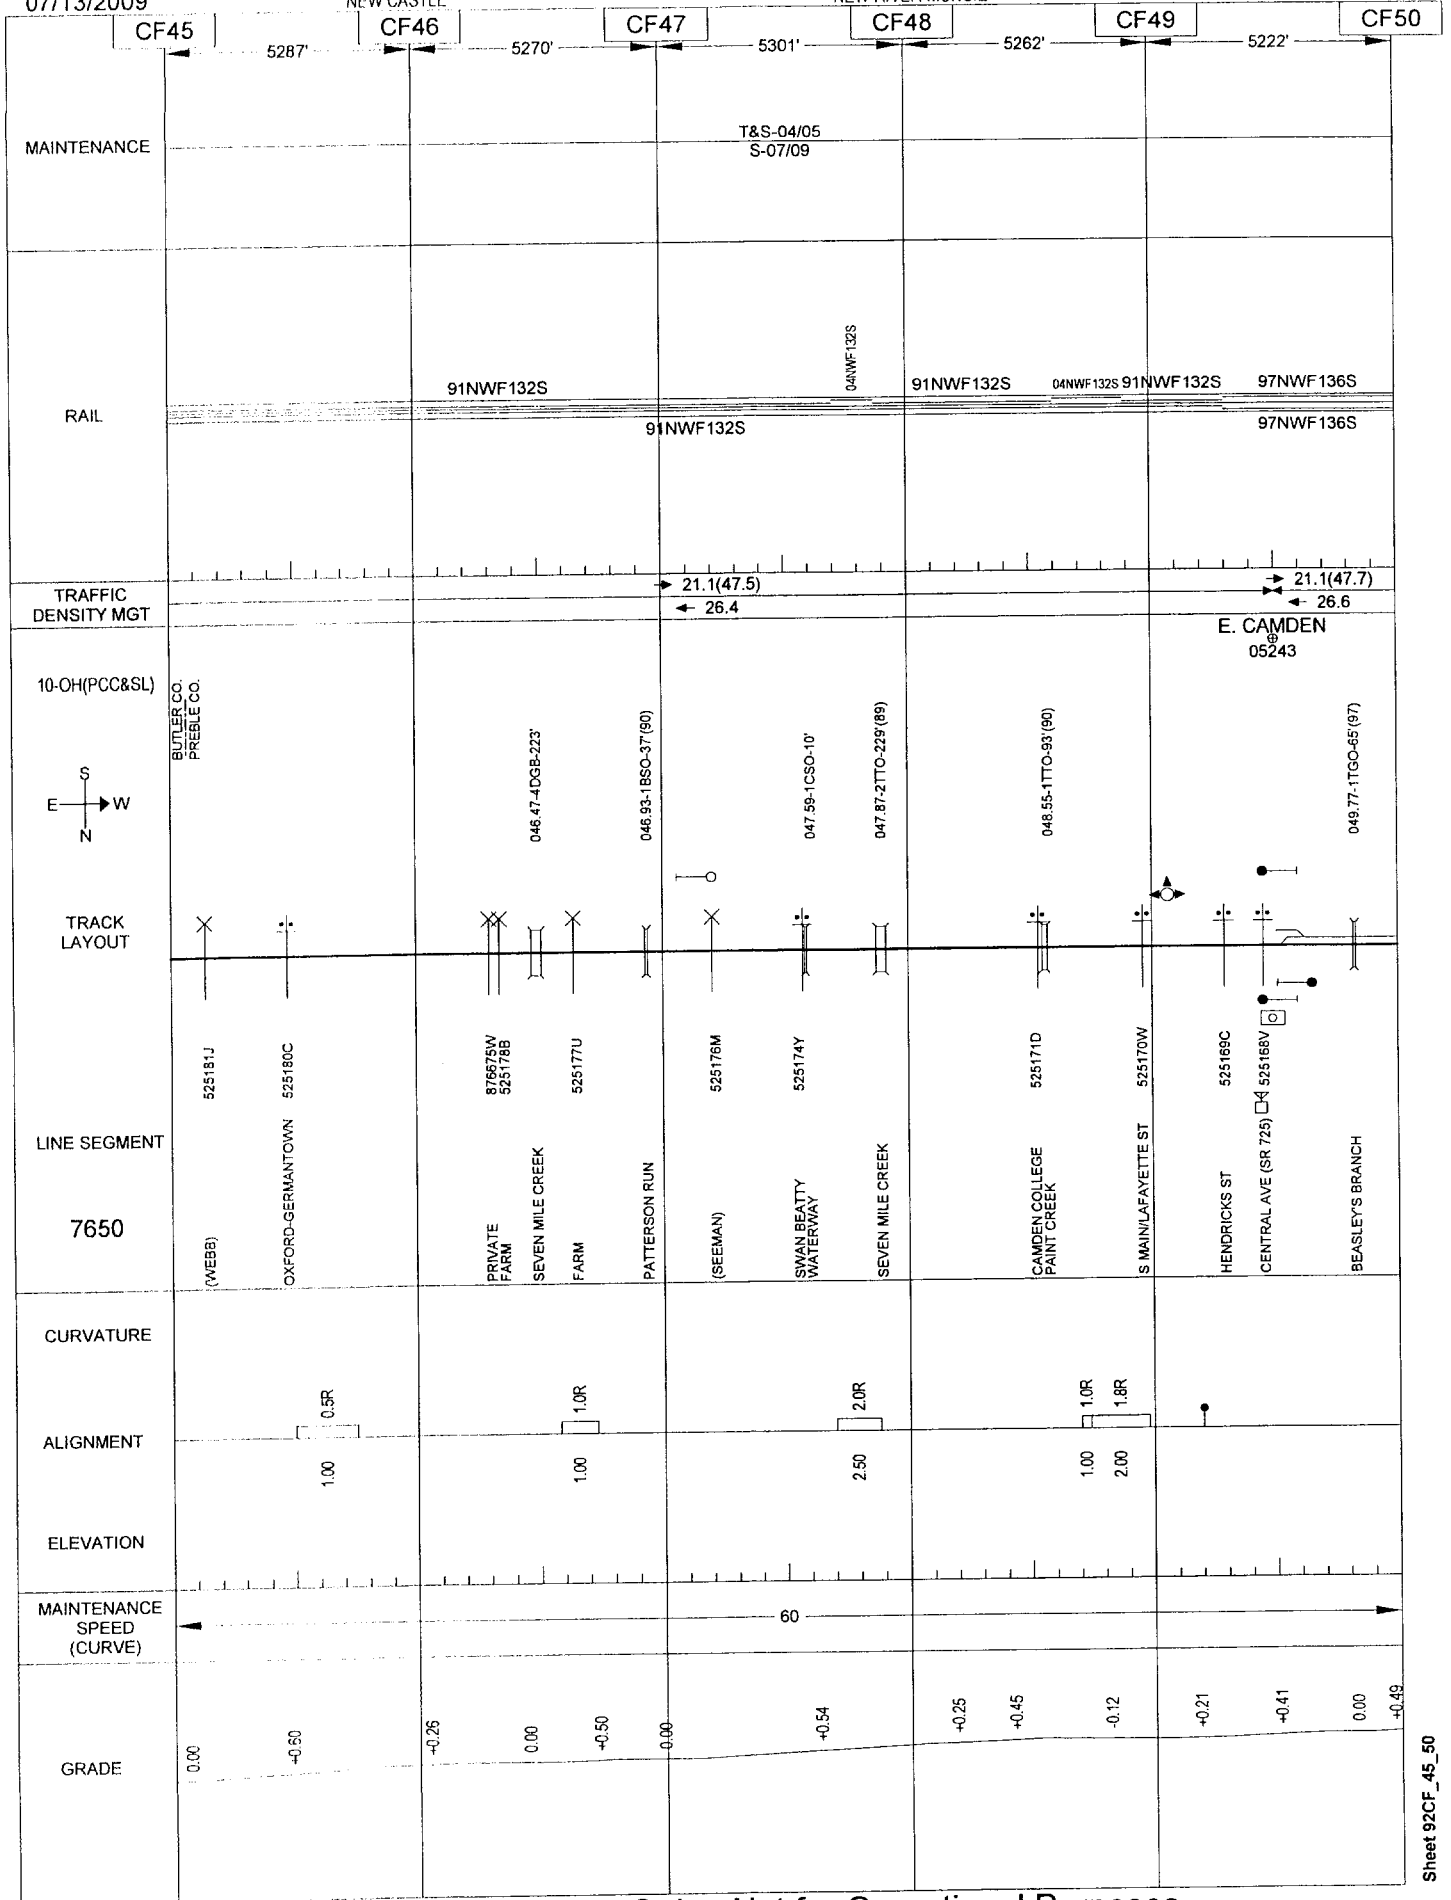 07/13/2009
NEW CASTLE
CF45
CF46
CF47
CF48
CF49
CF50
5287'
5270'
5301'
5262'
5222'
MAINTENANCE
T&S-04/05
S-07/09
RAIL
91NWF132S
91NWF132S
04NWF132S
91NWF132S
04NWF132S
91NWF132S
97NWF136S
97NWF136S
TRAFFIC
DENSITY MGT
21.1(47.5)
26.4
21.1(47.7)
26.6
E. CAMDEN
05243
10-OH(PCC&SL)
BUTLER CO.
PREBLE CO.
S
E
W
N
046.47-4DGB-223'
046.93-1BSO-37'(90)
047.59-1CSO-10'
047.87-2TTO-229'(89)
048.55-1TTO-93'(90)
049.77-1TGO-65'(97)
TRACK
LAYOUT
525181J
525180C
876675W
525178B
525177U
525176M
525174Y
525171D
525170W
525169C
525168V
LINE SEGMENT
7650
(WEBB)
OXFORD-GERMANTOWN
PRIVATE
FARM
SEVEN MILE CREEK
FARM
PATTERSON RUN
(SEEMAN)
SWAN BEATTY
WATERWAY
SEVEN MILE CREEK
CAMDEN COLLEGE
PAINT CREEK
S MAIN/LAFAYETTE ST
HENDRICKS ST
CENTRAL AVE (SR 725)
BEASLEY'S BRANCH
CURVATURE
0.5R
1.0R
2.0R
1.0R
1.8R
ALIGNMENT
1.00
1.00
2.50
1.00
2.00
ELEVATION
MAINTENANCE
SPEED
(CURVE)
60
GRADE
0.00
+0.60
+0.26
0.00
+0.50
0.00
+0.54
+0.25
+0.45
-0.12
+0.21
+0.41
0.00
+0.49
Sheet 92CF_45_50